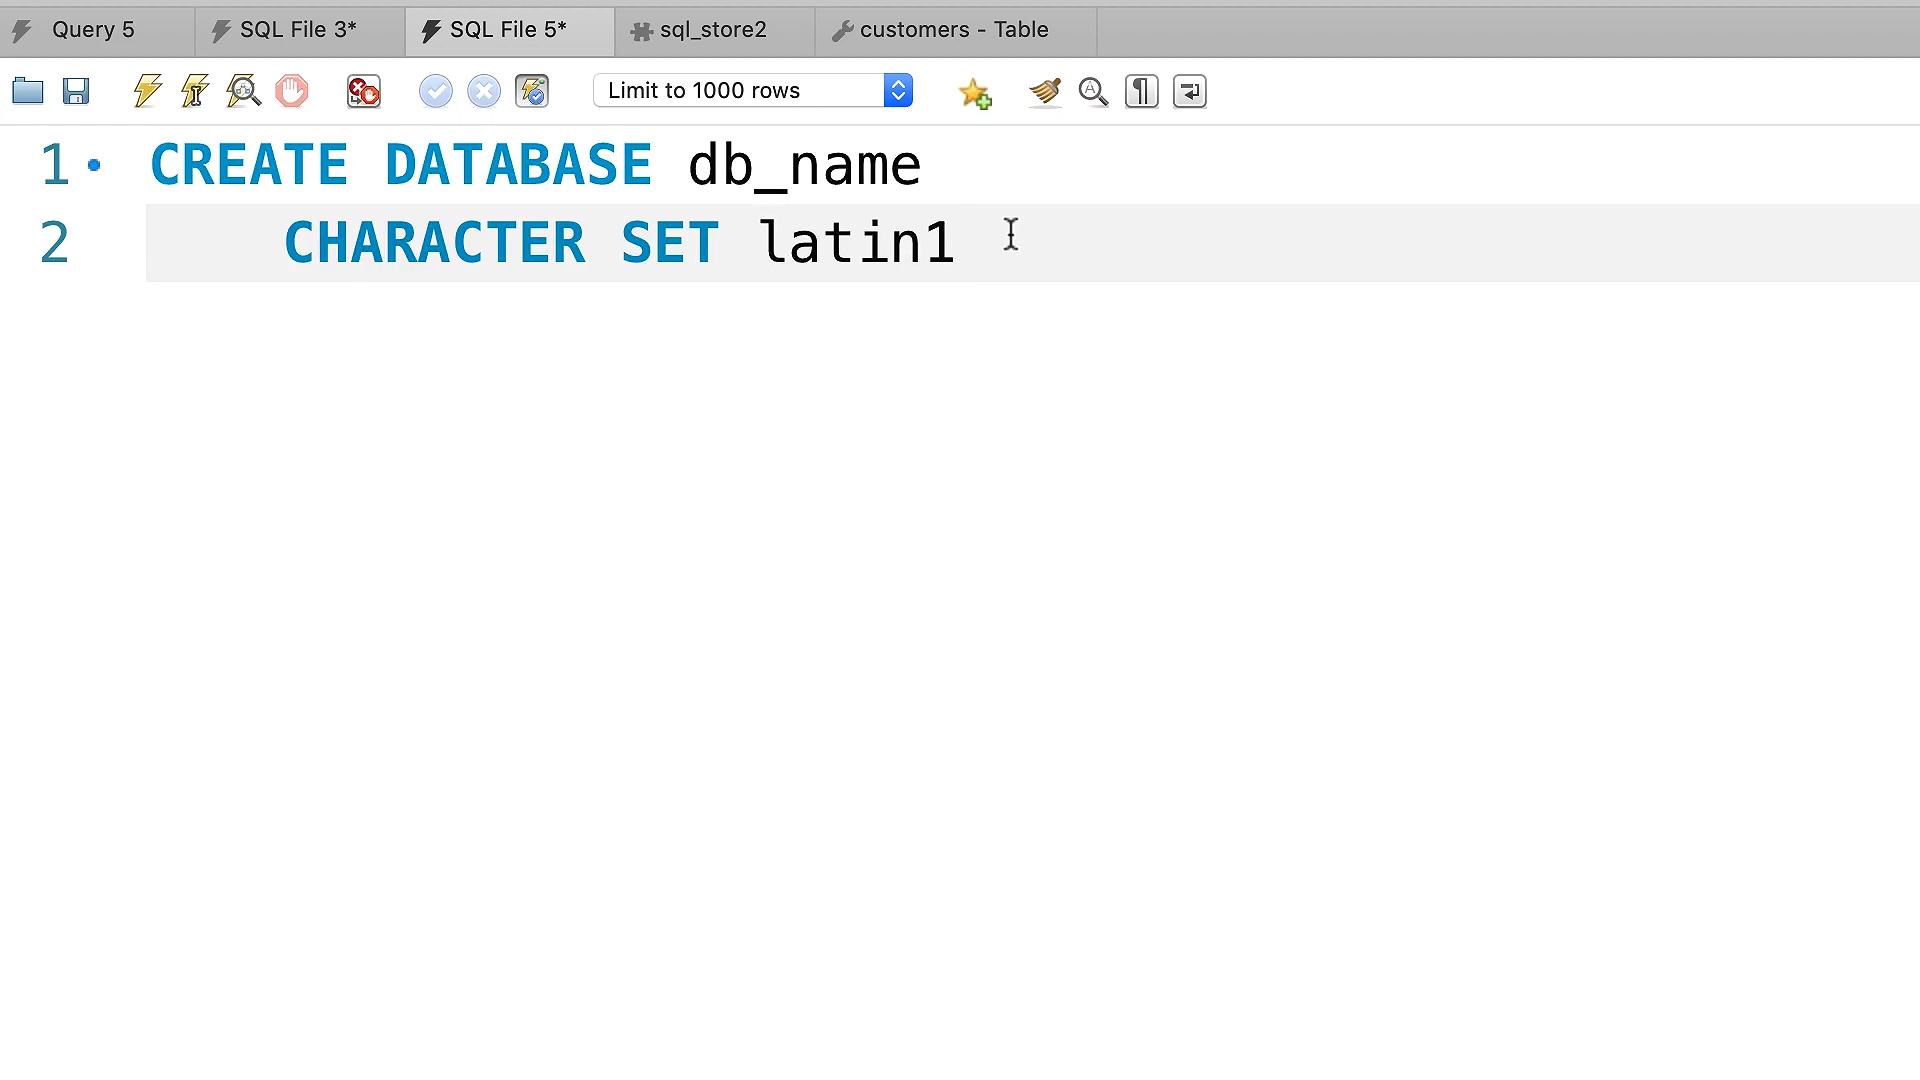 Query 5 SQL File 3* SQL File 5* sql_store2 customers - Table
Limit to 1000 rows
1 CREATE DATABASE db_name
2 CHARACTER SET latin1